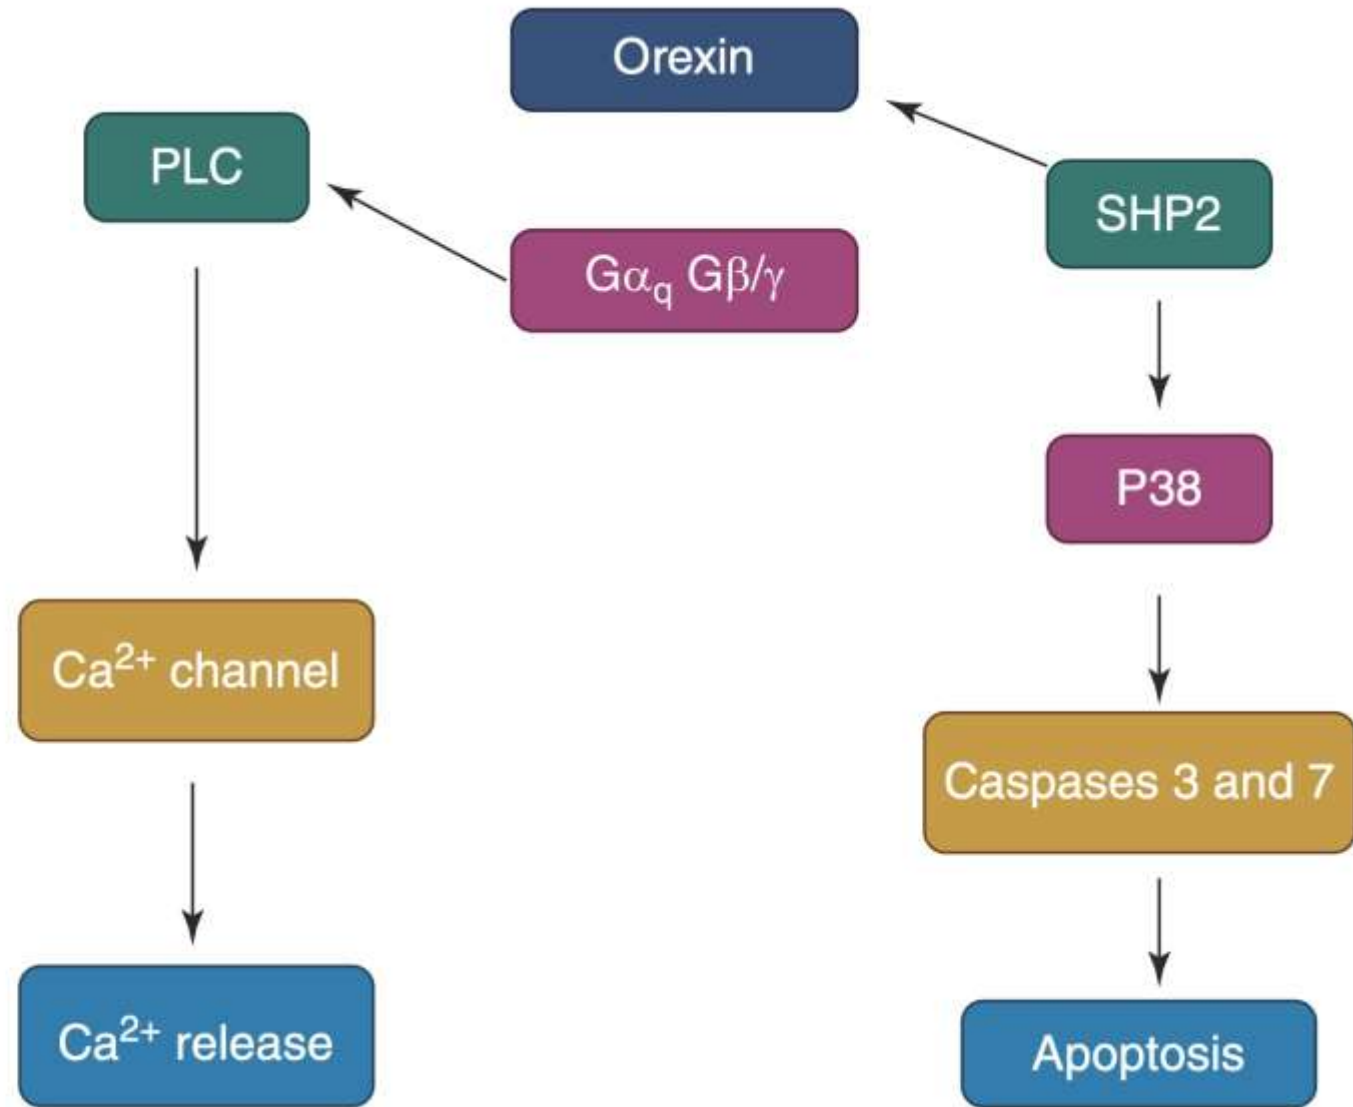 Orexin
PLC
SHP2
Gαq Gβ/γ
P38
Ca²⁺ channel
Caspases 3 and 7
Ca²⁺ release
Apoptosis